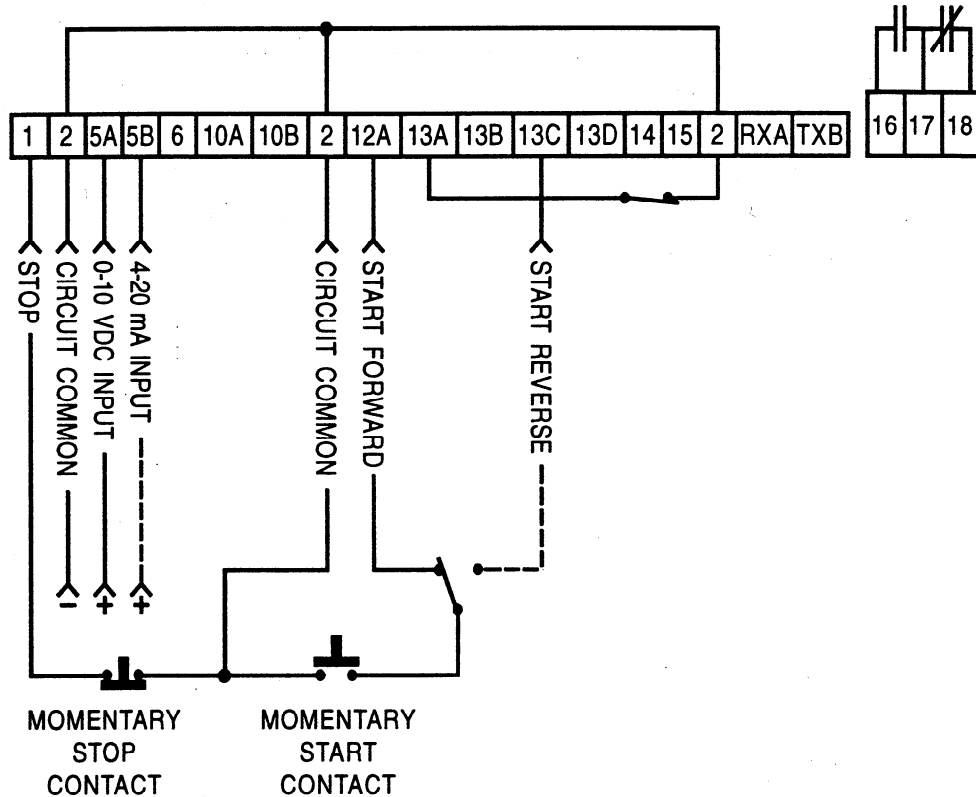 1 2 5A 5B 6 10A 10B 2 12A 13A 13B 13C 13D 14 15 2 RXA TXB
16 17 18
STOP
CIRCUIT COMMON
0-10 VDC INPUT
4-20 mA INPUT
CIRCUIT COMMON
START FORWARD
START REVERSE
- + +
MOMENTARY
STOP
CONTACT
MOMENTARY
START
CONTACT